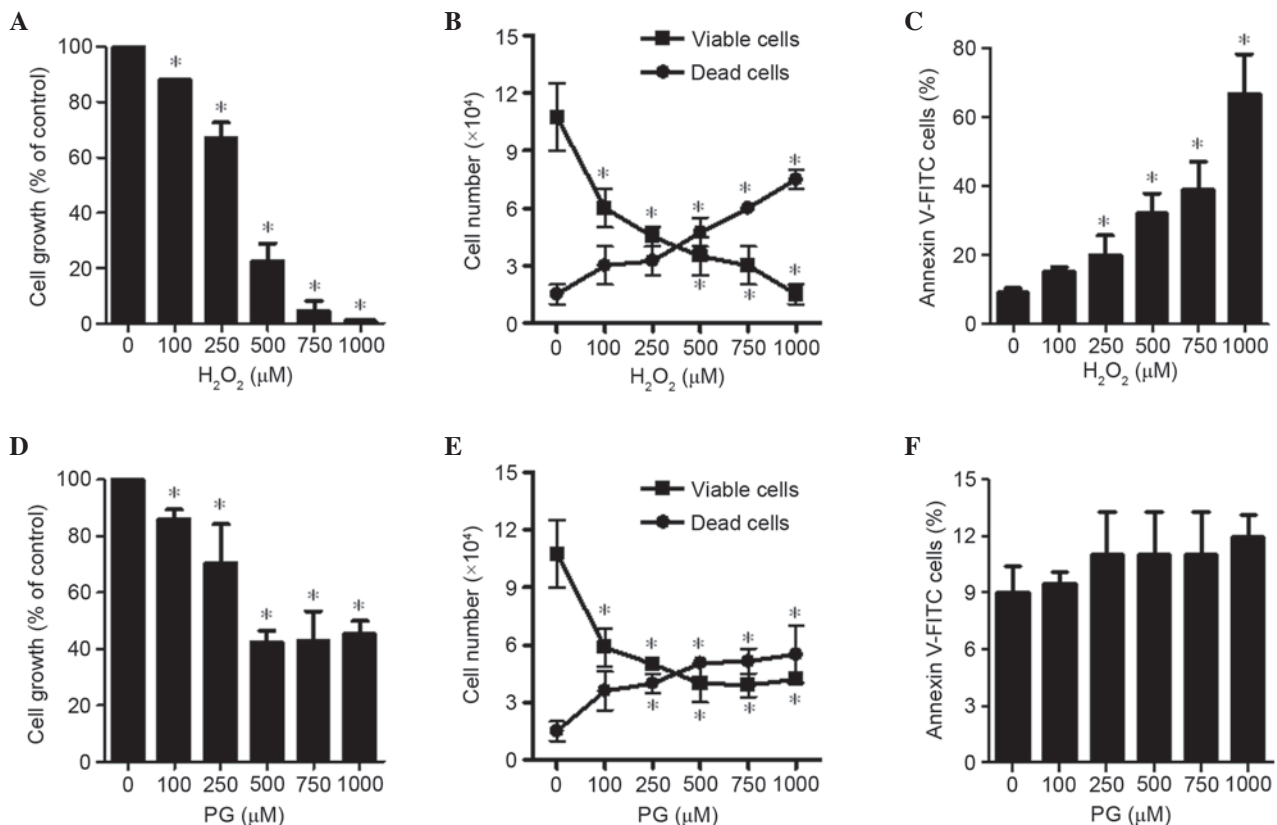 A
Cell growth (% of control)
100
80
60
40
20
0
* * * * *
0 100 250 500 750 1000
H₂O₂ (µM)
B
Viable cells
Dead cells
Cell number (×10⁴)
15
12
9
6
3
0
* * * * *
* * *
0 100 250 500 750 1000
H₂O₂ (µM)
C
Annexin V-FITC cells (%)
80
60
40
20
0
* * * *
0 100 250 500 750 1000
H₂O₂ (µM)
D
Cell growth (% of control)
100
80
60
40
20
0
* * * * *
0 100 250 500 750 1000
PG (µM)
E
Viable cells
Dead cells
Cell number (×10⁴)
15
12
9
6
3
0
* * * * *
* * * *
0 100 250 500 750 1000
PG (µM)
F
Annexin V-FITC cells (%)
15
12
9
6
3
0
0 100 250 500 750 1000
PG (µM)